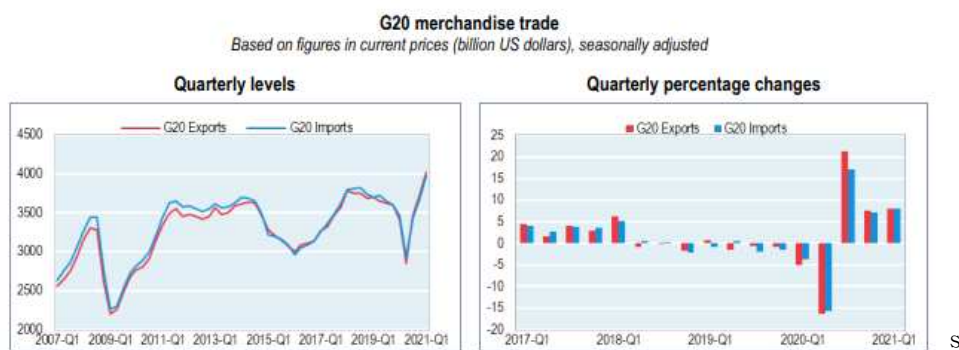 G20 merchandise trade
Based on figures in current prices (billion US dollars), seasonally adjusted
Quarterly levels
G20 Exports G20 Imports
4500
4000
3500
3000
2500
2000
2007-Q1 2009-Q1 2011-Q1 2013-Q1 2015-Q1 2017-Q1 2019-Q1 2021-Q1
Quarterly percentage changes
G20 Exports G20 Imports
25
20
15
10
5
0
-5
-10
-15
-20
2017-Q1 2018-Q1 2019-Q1 2020-Q1 2021-Q1
S